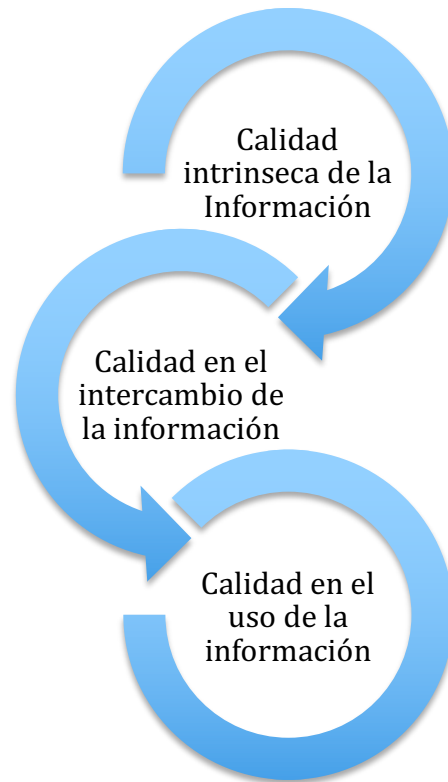 Calidad
intrinseca de la
Información
Calidad en el
intercambio de
la información
Calidad en el
uso de la
información